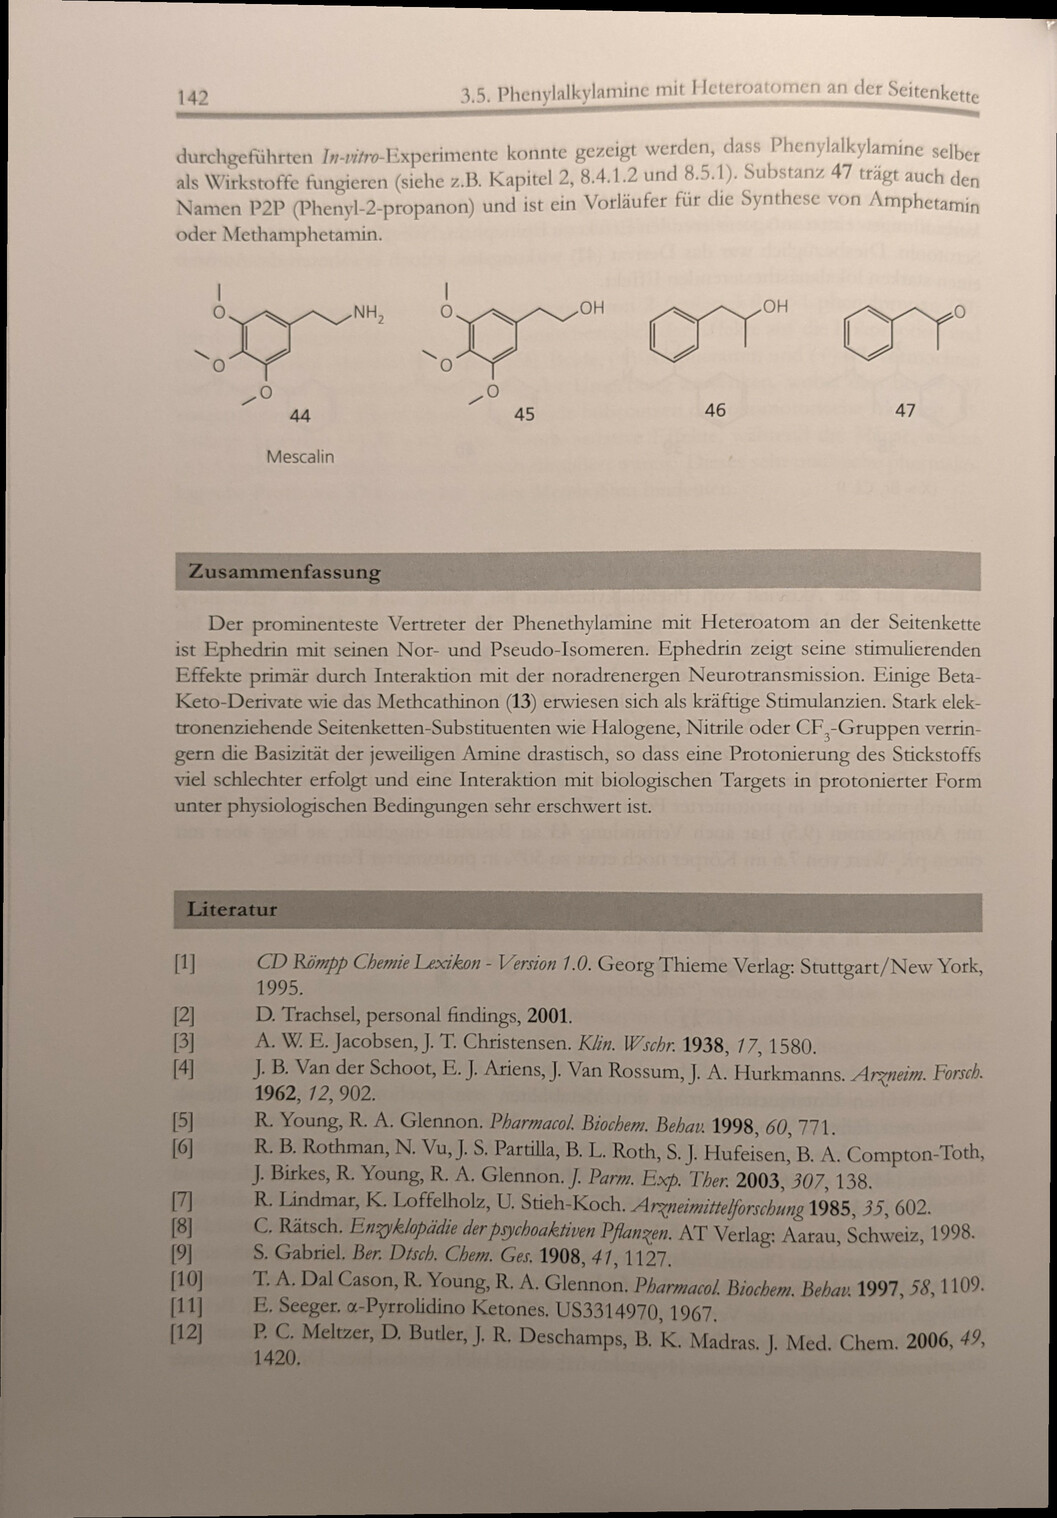 142
3.5. Phenylalkylamine mit Heteroatomen an der Seitenkette
durchgeführten In-vitro-Experimente konnte gezeigt werden, dass Phenylalkylamine selber
als Wirkstoffe fungieren (siehe z.B. Kapitel 2, 8.4.1.2 und 8.5.1). Substanz 47 trägt auch den
Namen P2P (Phenyl-2-propanon) und ist ein Vorläufer für die Synthese von Amphetamin
oder Methamphetamin.
O O O NH₂
44
Mescalin
O O O OH
45
OH
46
O
47
Zusammenfassung
Der prominenteste Vertreter der Phenethylamine mit Heteroatom an der Seitenkette
ist Ephedrin mit seinen Nor- und Pseudo-Isomeren. Ephedrin zeigt seine stimulierenden
Effekte primär durch Interaktion mit der noradrenergen Neurotransmission. Einige Beta-
Keto-Derivate wie das Methcathinon (13) erwiesen sich als kräftige Stimulanzien. Stark elek-
tronenziehende Seitenketten-Substituenten wie Halogene, Nitrile oder CF₃-Gruppen verrin-
gern die Basizität der jeweiligen Amine drastisch, so dass eine Protonierung des Stickstoffs
viel schlechter erfolgt und eine Interaktion mit biologischen Targets in protonierter Form
unter physiologischen Bedingungen sehr erschwert ist.
Literatur
[1] CD Römpp Chemie Lexikon - Version 1.0. Georg Thieme Verlag: Stuttgart/New York,
1995.
[2] D. Trachsel, personal findings, 2001.
[3] A. W. E. Jacobsen, J. T. Christensen. Klin. Wschr. 1938, 17, 1580.
[4] J. B. Van der Schoot, E. J. Ariens, J. Van Rossum, J. A. Hurkmanns. Arzneim. Forsch.
1962, 12, 902.
[5] R. Young, R. A. Glennon. Pharmacol. Biochem. Behav. 1998, 60, 771.
[6] R. B. Rothman, N. Vu, J. S. Partilla, B. L. Roth, S. J. Hufeisen, B. A. Compton-Toth,
J. Birkes, R. Young, R. A. Glennon. J. Parm. Exp. Ther. 2003, 307, 138.
[7] R. Lindmar, K. Loffelholz, U. Stieh-Koch. Arzneimittelforschung 1985, 35, 602.
[8] C. Rätsch. Enzyklopädie der psychoaktiven Pflanzen. AT Verlag: Aarau, Schweiz, 1998.
[9] S. Gabriel. Ber. Dtsch. Chem. Ges. 1908, 41, 1127.
[10] T. A. Dal Cason, R. Young, R. A. Glennon. Pharmacol. Biochem. Behav. 1997, 58, 1109.
[11] E. Seeger. α-Pyrrolidino Ketones. US3314970, 1967.
[12] P. C. Meltzer, D. Butler, J. R. Deschamps, B. K. Madras. J. Med. Chem. 2006, 49,
1420.